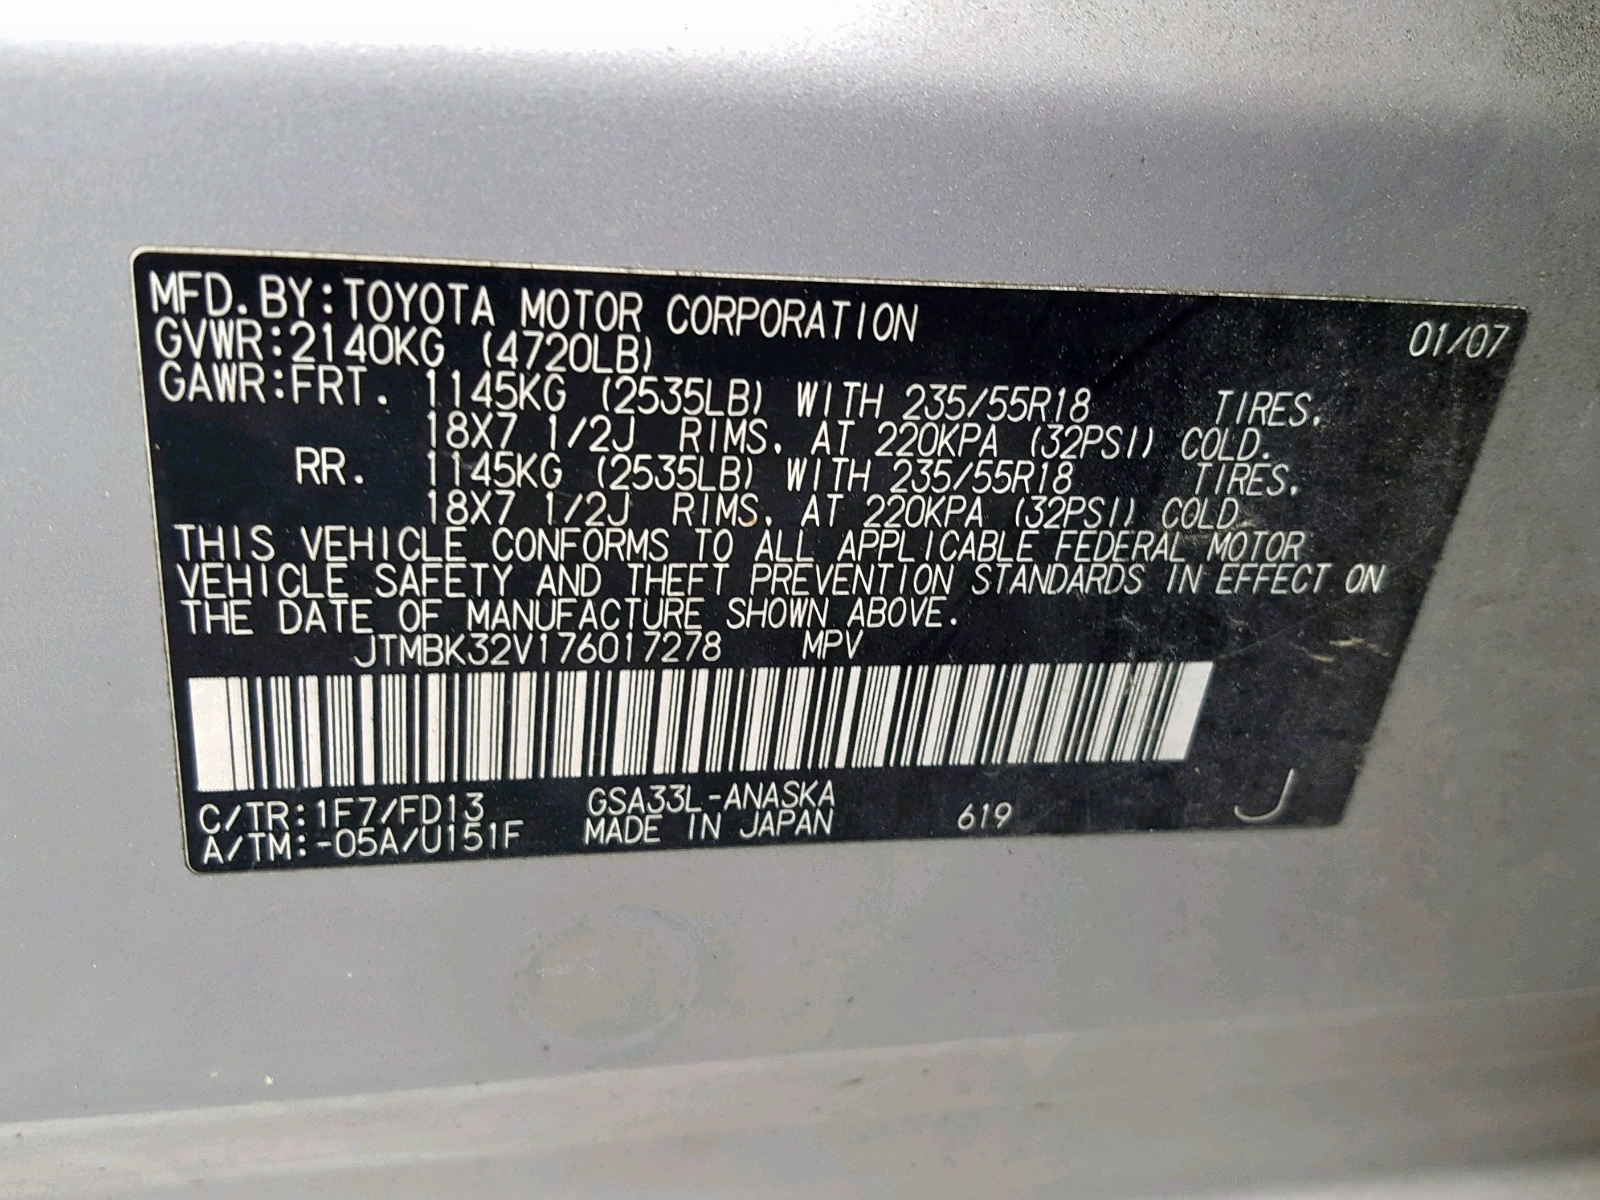 MFD. BY:TOYOTA MOTOR CORPORATION 01/07
GVWR:2140KG (4720LB)
GAWR:FRT. 1145KG (2535LB) WITH 235/55R18 TIRES,
18X7 1/2J RIMS, AT 220KPA (32PSI) COLD.
RR. 1145KG (2535LB) WITH 235/55R18 TIRES,
18X7 1/2J RIMS, AT 220KPA (32PSI) COLD.
THIS VEHICLE CONFORMS TO ALL APPLICABLE FEDERAL MOTOR
VEHICLE SAFETY AND THEFT PREVENTION STANDARDS IN EFFECT ON
THE DATE OF MANUFACTURE SHOWN ABOVE.
JTMBK32V176017278 MPV
C/TR:1F7/FD13 GSA33L-ANASKA
A/TM:-05A/U151F MADE IN JAPAN 619 J